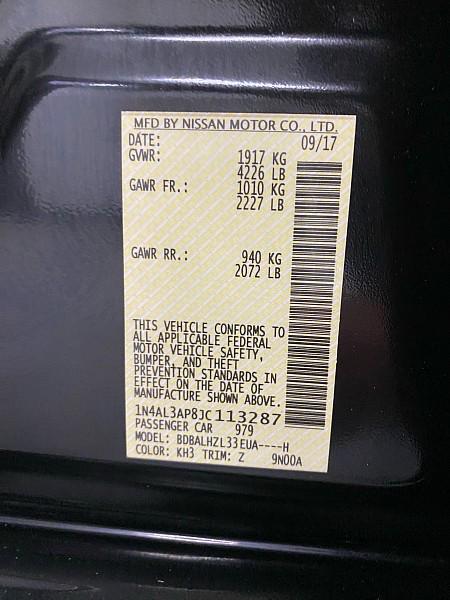 MFD BY NISSAN MOTOR CO., LTD.
DATE: 09/17
GVWR: 1917 KG
4226 LB
GAWR FR.: 1010 KG
2227 LB
GAWR RR.: 940 KG
2072 LB
THIS VEHICLE CONFORMS TO
ALL APPLICABLE FEDERAL
MOTOR VEHICLE SAFETY,
BUMPER, AND THEFT
PREVENTION STANDARDS IN
EFFECT ON THE DATE OF
MANUFACTURE SHOWN ABOVE.
1N4AL3AP8JC113287
PASSENGER CAR 979
MODEL: BDBALHZL33EUA----H
COLOR: KH3 TRIM: Z 9N00A